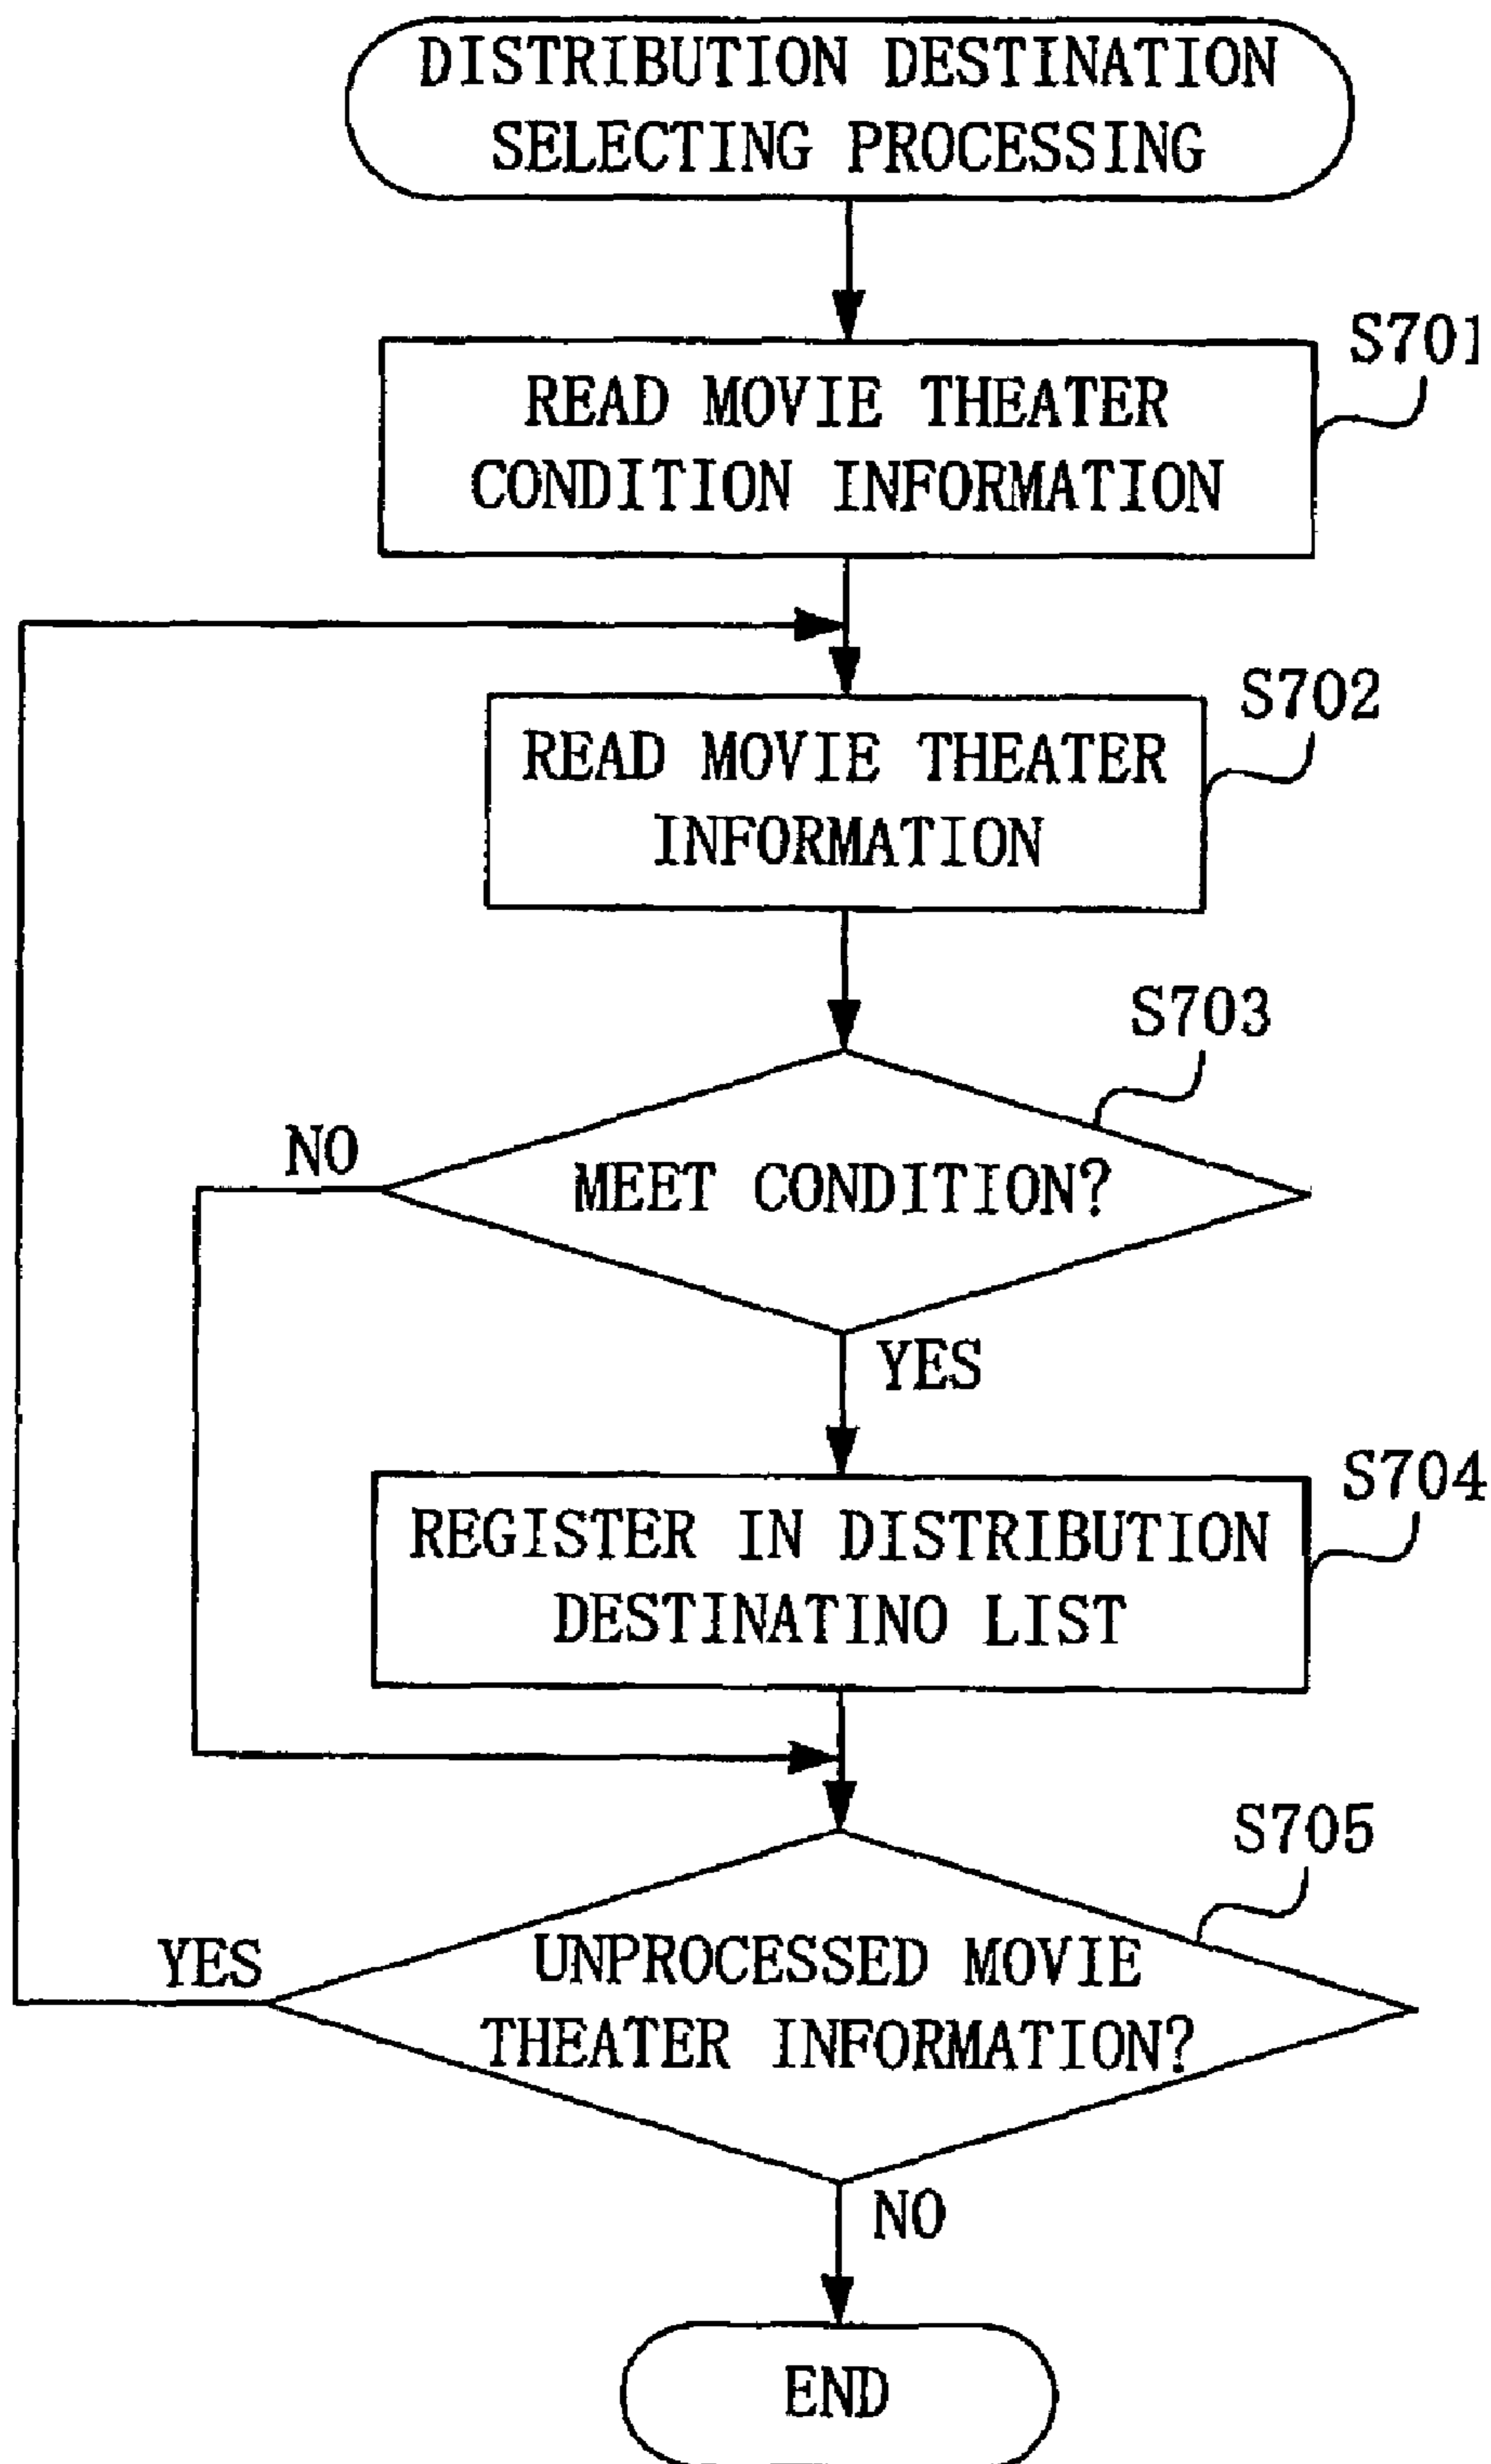 DISTRIBUTION DESTINATION
SELECTING PROCESSING
S701
READ MOVIE THEATER
CONDITION INFORMATION
S702
READ MOVIE THEATER
INFORMATION
S703
NO
MEET CONDITION?
YES
S704
REGISTER IN DISTRIBUTION
DESTINATINO LIST
S705
YES
UNPROCESSED MOVIE
THEATER INFORMATION?
NO
END